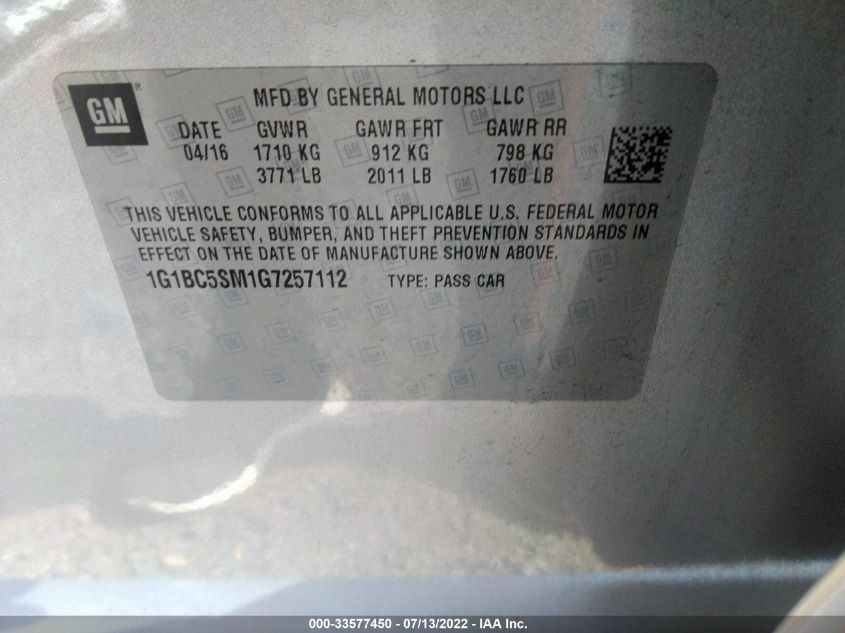 GM ®
MFD BY GENERAL MOTORS LLC
DATE GVWR GAWR FRT GAWR RR
04/16 1710 KG 912 KG 798 KG
3771 LB 2011 LB 1760 LB
THIS VEHICLE CONFORMS TO ALL APPLICABLE U.S. FEDERAL MOTOR
VEHICLE SAFETY, BUMPER, AND THEFT PREVENTION STANDARDS IN
EFFECT ON THE DATE OF MANUFACTURE SHOWN ABOVE.
1G1BC5SM1G7257112 TYPE: PASS CAR
000-33577450 - 07/13/2022 - IAA Inc.